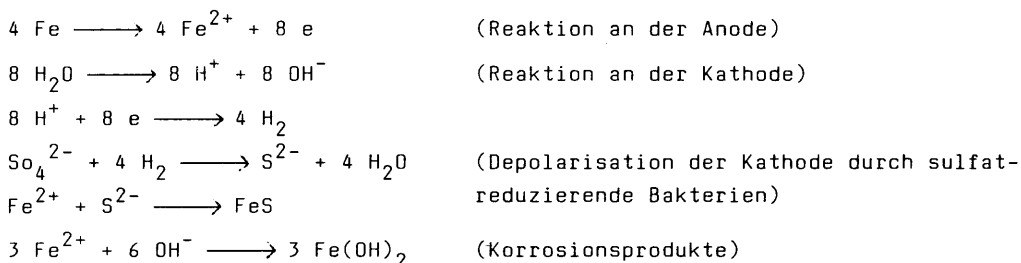 4 Fe ⟶ 4 Fe²⁺ + 8 e (Reaktion an der Anode)
8 H₂O ⟶ 8 H⁺ + 8 OH⁻ (Reaktion an der Kathode)
8 H⁺ + 8 e ⟶ 4 H₂
So₄²⁻ + 4 H₂ ⟶ S²⁻ + 4 H₂O (Depolarisation der Kathode durch sulfat-
Fe²⁺ + S²⁻ ⟶ FeS reduzierende Bakterien)
3 Fe²⁺ + 6 OH⁻ ⟶ 3 Fe(OH)₂ (Korrosionsprodukte)